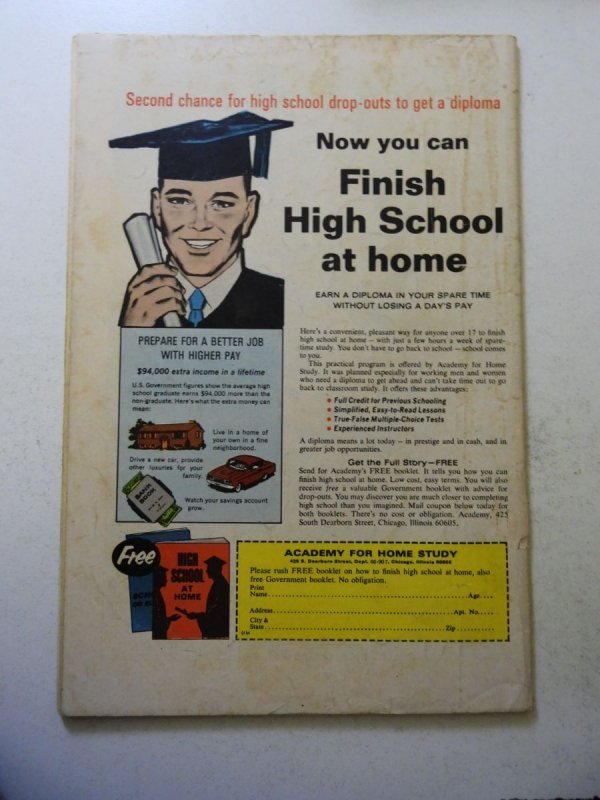 Second chance for high school drop-outs to get a diploma
Now you can
Finish
High School
at home
EARN A DIPLOMA IN YOUR SPARE TIME
WITHOUT LOSING A DAY'S PAY
PREPARE FOR A BETTER JOB
WITH HIGHER PAY
$94,000 extra income in a lifetime
U.S. Government figures show the average high
school graduate earns $94,000 more than the
non-graduate. Here's what the extra money can
mean:
Live in a home of
your own in a fine
neighborhood.
Drive a new car, provide
other luxuries for your
family.
BANK
BOOK
Watch your savings account
grow.
Here's a convenient, pleasant way for anyone over 17 to finish
high school at home — with just a few hours a week of spare-
time study. You don't have to go back to school — school comes
to you.
This practical program is offered by Academy for Home
Study. It was planned especially for working men and women
who need a diploma to get ahead and can't take time out to go
back to classroom study. It offers these advantages:
• Full Credit for Previous Schooling
• Simplified, Easy-to-Read Lessons
• True-False Multiple-Choice Tests
• Experienced Instructors
A diploma means a lot today — in prestige and in cash, and in
greater job opportunities.
Get the Full Story—FREE
Send for Academy's FREE booklet. It tells you how you can
finish high school at home. Low cost, easy terms. You will also
receive free a valuable Government booklet with advice for
drop-outs. You may discover you are much closer to completing
high school than you imagined. Mail coupon below today for
both booklets. There's no cost or obligation. Academy, 425
South Dearborn Street, Chicago, Illinois 60605.
Free
HIGH
SCHOOL
AT
HOME
ACADEMY FOR HOME STUDY
425 S. Dearborn Street, Dept. Chicago, Illinois 60605
Please rush FREE booklet on how to finish high school at home, also
free Government booklet. No obligation.
Print
Name Age
Address Apt. No.
City &
State Zip